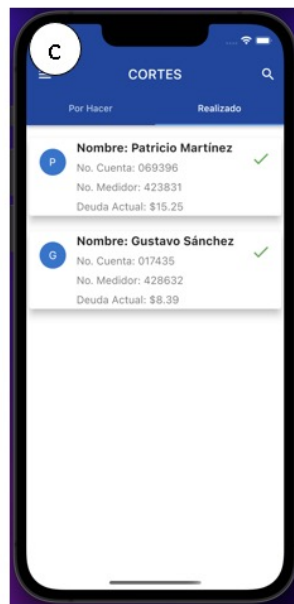 C
CORTES
Por Hacer
Realizado
P
Nombre: Patricio Martínez
No. Cuenta: 069396
No. Medidor: 423831
Deuda Actual: $15.25
G
Nombre: Gustavo Sánchez
No. Cuenta: 017435
No. Medidor: 428632
Deuda Actual: $8.39